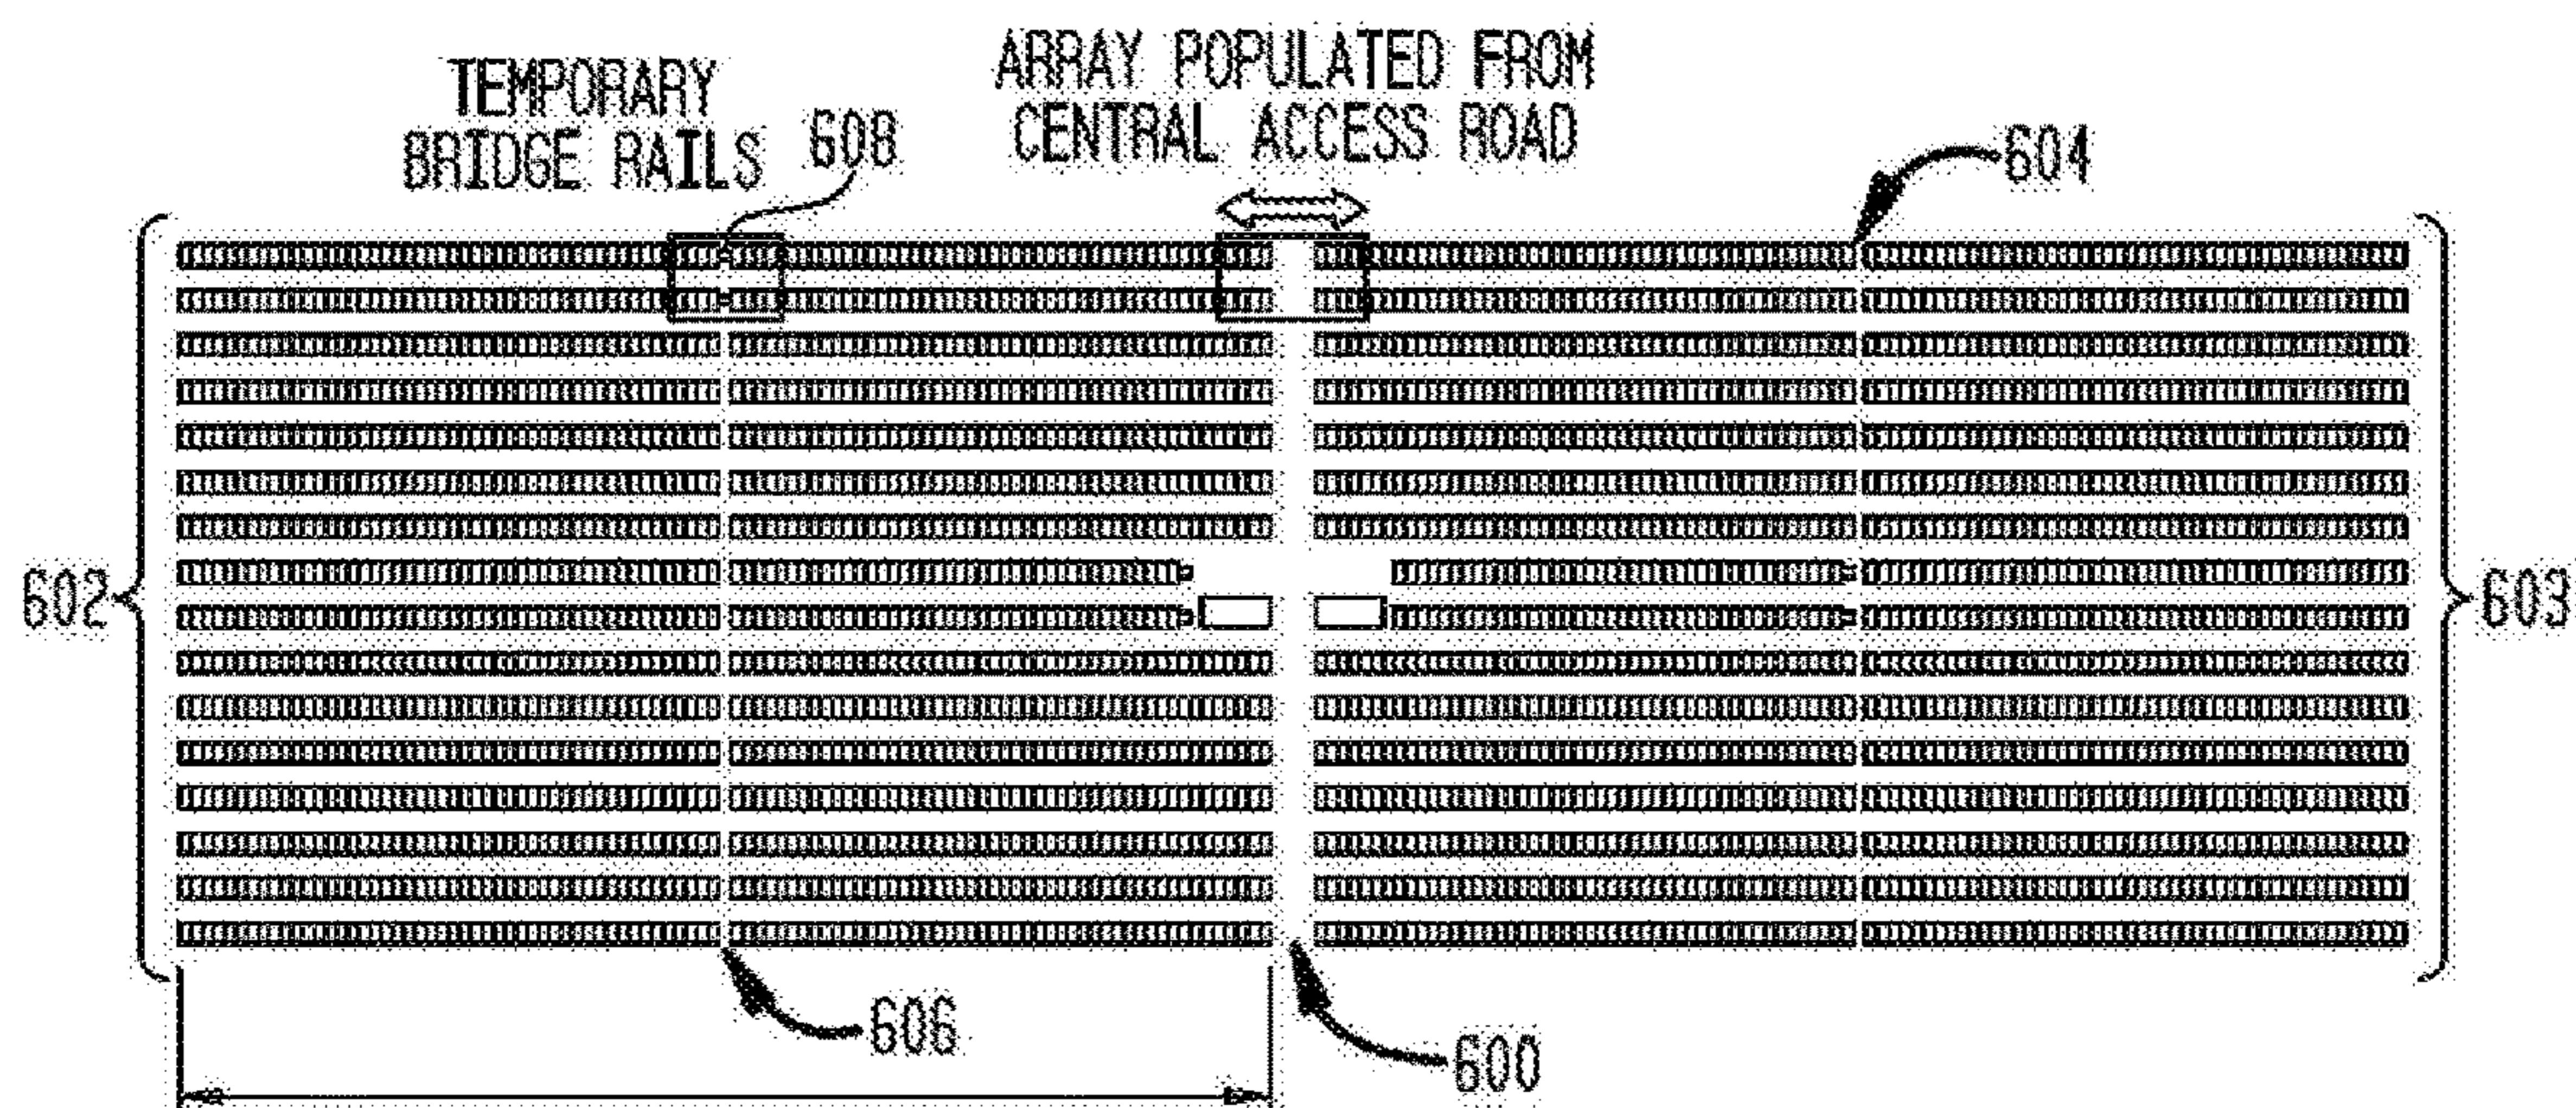 TEMPORARY
BRIDGE RAILS
608
ARRAY POPULATED FROM
CENTRAL ACCESS ROAD
604
602
603
606
600